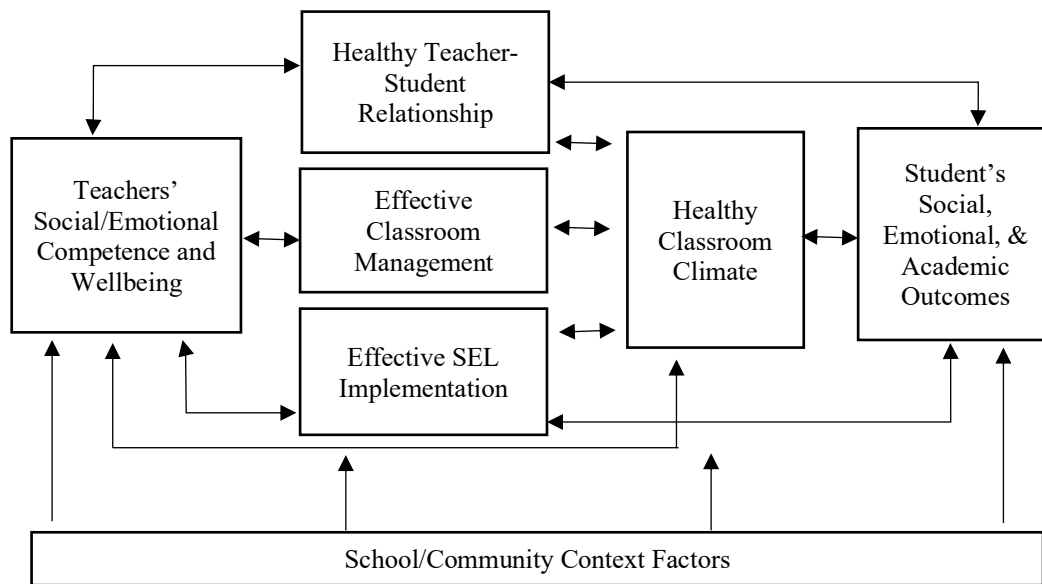 Healthy Teacher-
Student
Relationship
Teachers’
Social/Emotional
Competence and
Wellbeing
Effective
Classroom
Management
Effective SEL
Implementation
Healthy
Classroom
Climate
Student’s
Social,
Emotional, &
Academic
Outcomes
School/Community Context Factors